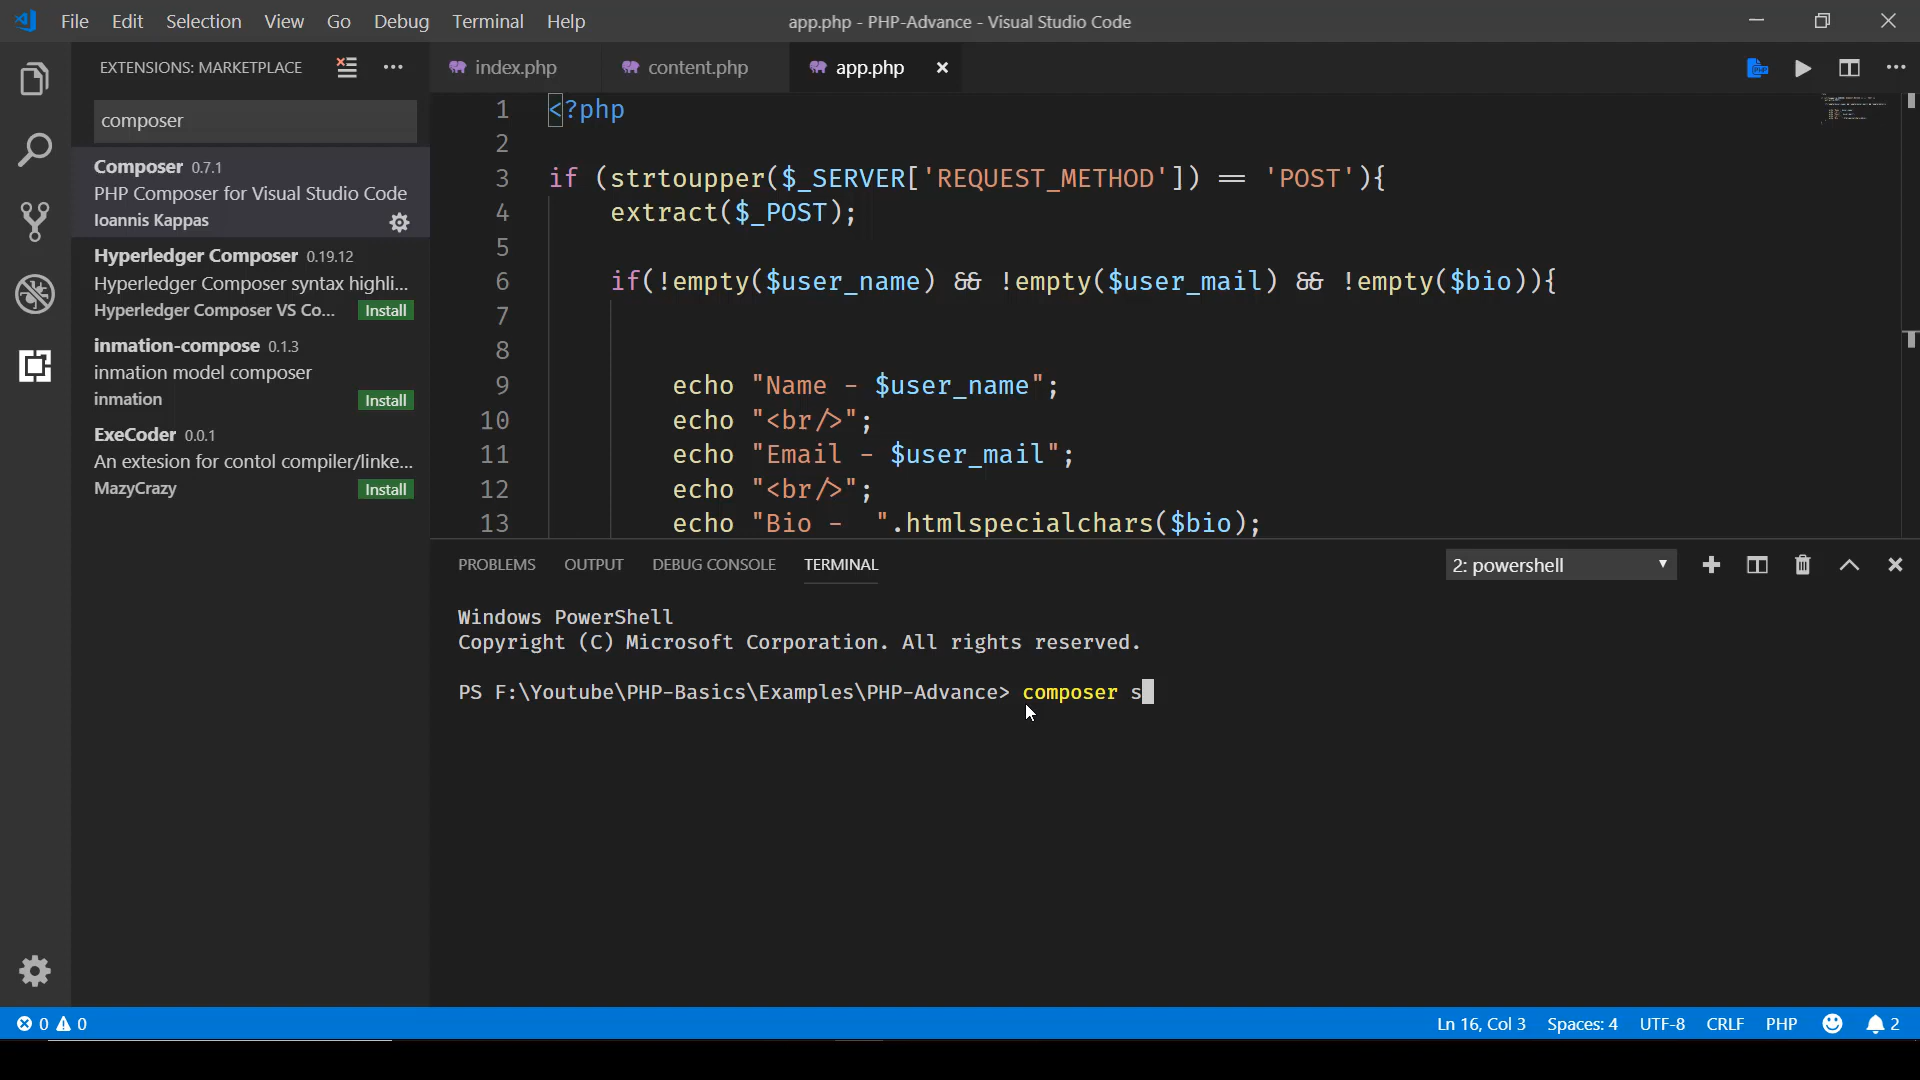 File Edit Selection View Go Debug Terminal Help
app.php - PHP-Advance - Visual Studio Code
EXTENSIONS: MARKETPLACE
composer
Composer 0.7.1
PHP Composer for Visual Studio Code
Ioannis Kappas
Hyperledger Composer 0.19.12
Hyperledger Composer syntax highli...
Hyperledger Composer VS Co... Install
inmation-compose 0.1.3
inmation model composer
inmation Install
ExeCoder 0.0.1
An extesion for contol compiler/linke...
MazyCrazy Install
index.php content.php app.php
1 <?php
2
3 if (strtoupper($_SERVER['REQUEST_METHOD']) == 'POST'){
4 extract($_POST);
5
6 if(!empty($user_name) && !empty($user_mail) && !empty($bio)){
7
8
9 echo "Name - $user_name";
10 echo "<br/>";
11 echo "Email - $user_mail";
12 echo "<br/>";
13 echo "Bio -  ".htmlspecialchars($bio);
PROBLEMS OUTPUT DEBUG CONSOLE TERMINAL
2: powershell
Windows PowerShell
Copyright (C) Microsoft Corporation. All rights reserved.
PS F:\Youtube\PHP-Basics\Examples\PHP-Advance> composer s
0 0
Ln 16, Col 3 Spaces: 4 UTF-8 CRLF PHP 2